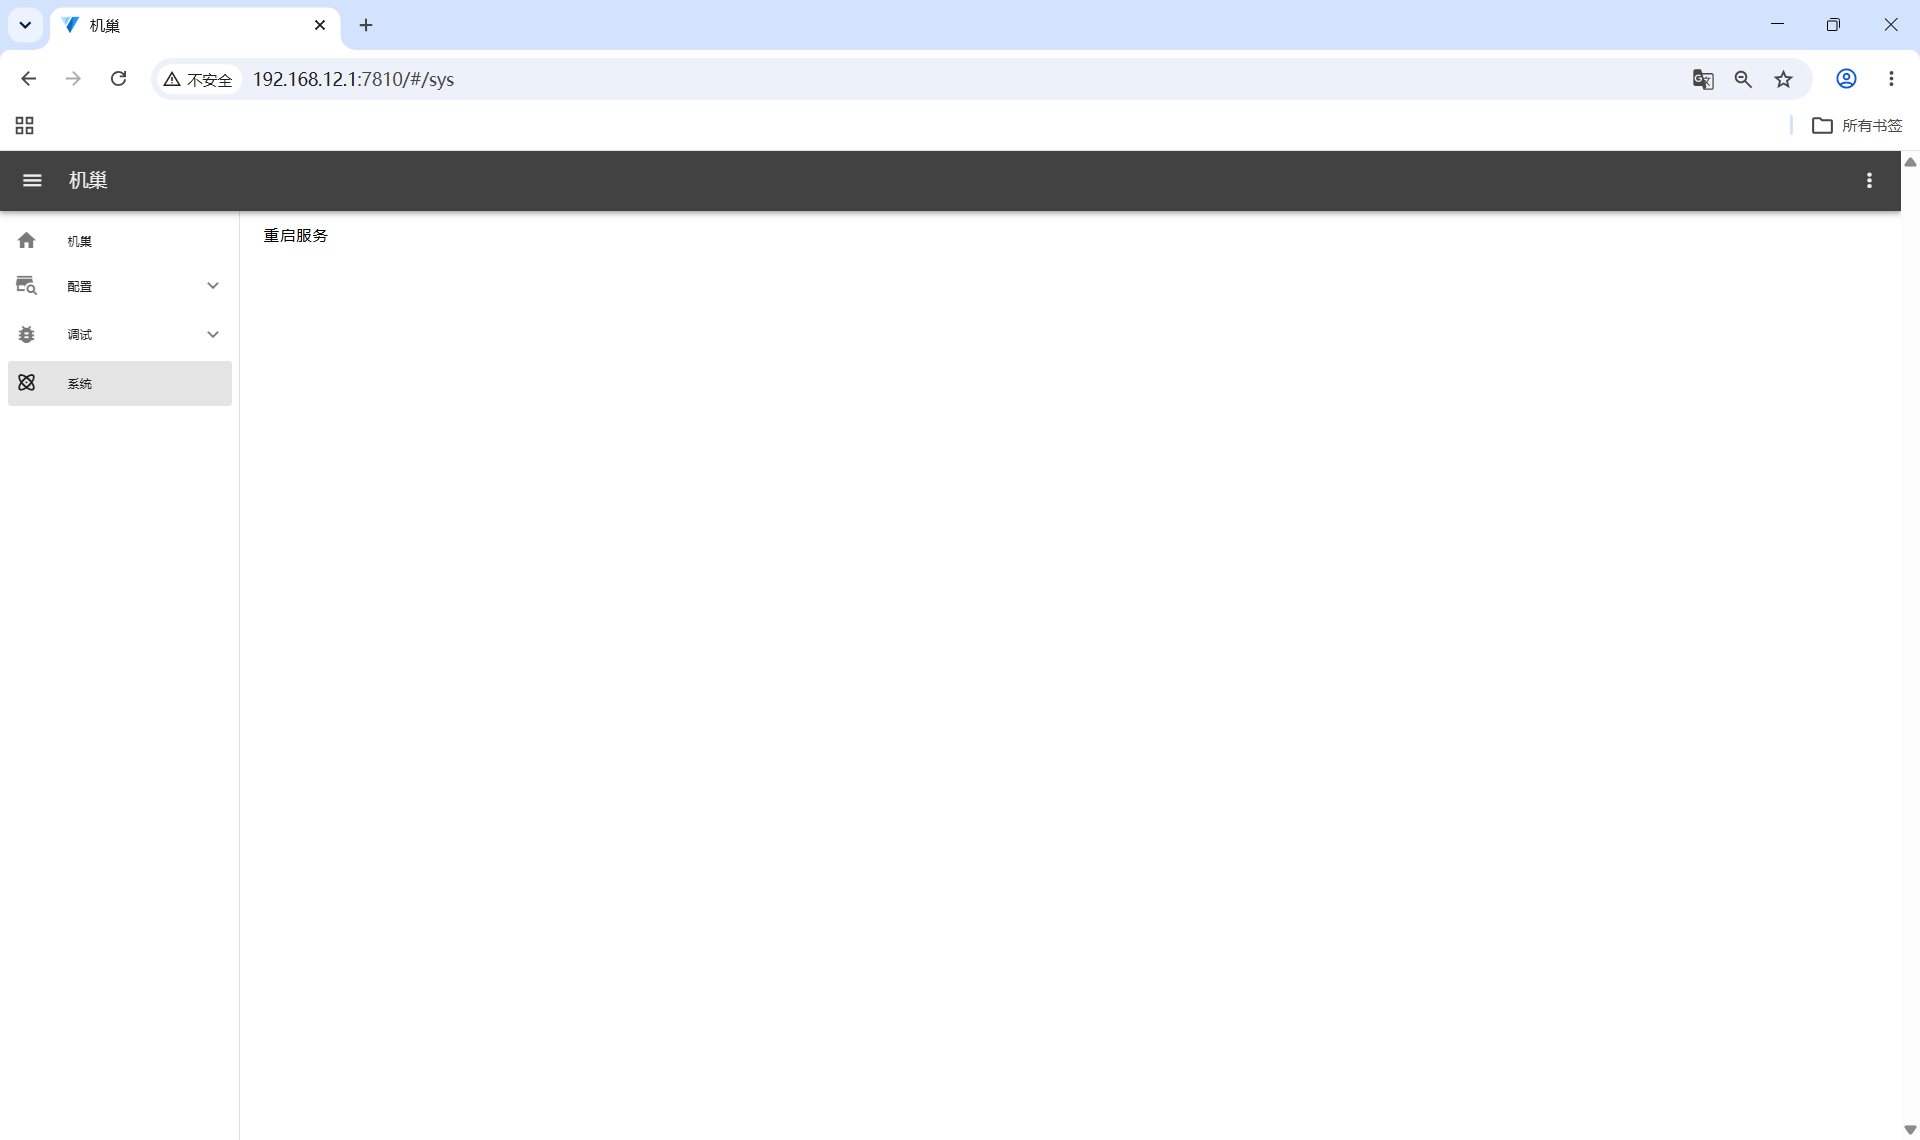 机巢
不安全
192.168.12.1:7810/#/sys
所有书签
机巢
机巢
配置
调试
系统
重启服务